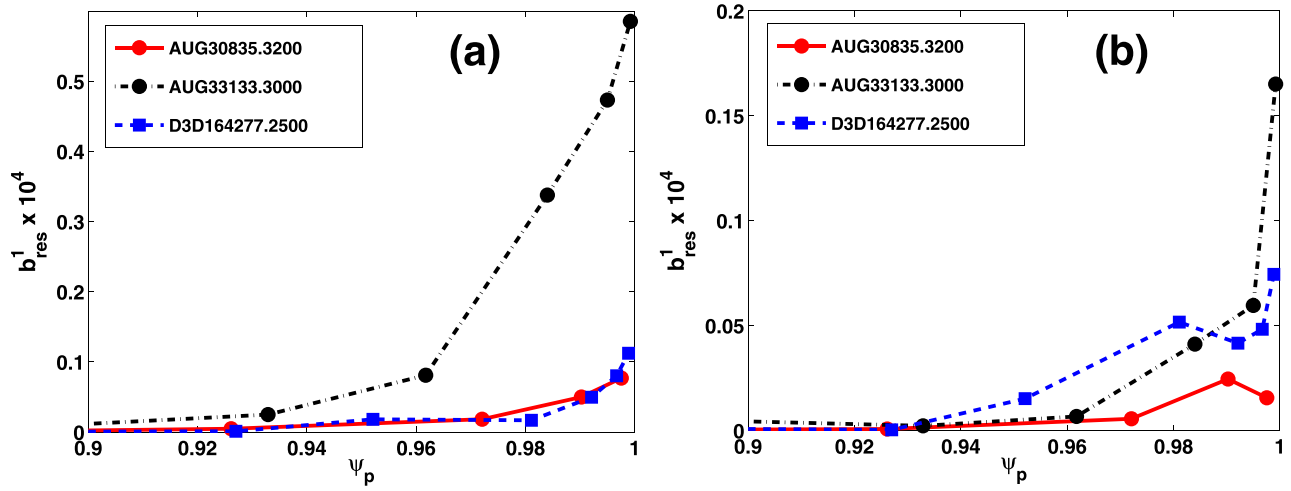 (a)
AUG30835.3200
AUG33133.3000
D3D164277.2500
0.5
0.4
0.3
0.2
0.1
0
0.9
0.92
0.94
0.96
0.98
1
b¹res x 10⁴
ψp
(b)
AUG30835.3200
AUG33133.3000
D3D164277.2500
0.2
0.15
0.1
0.05
0
0.9
0.92
0.94
0.96
0.98
1
b¹res x 10⁴
ψp